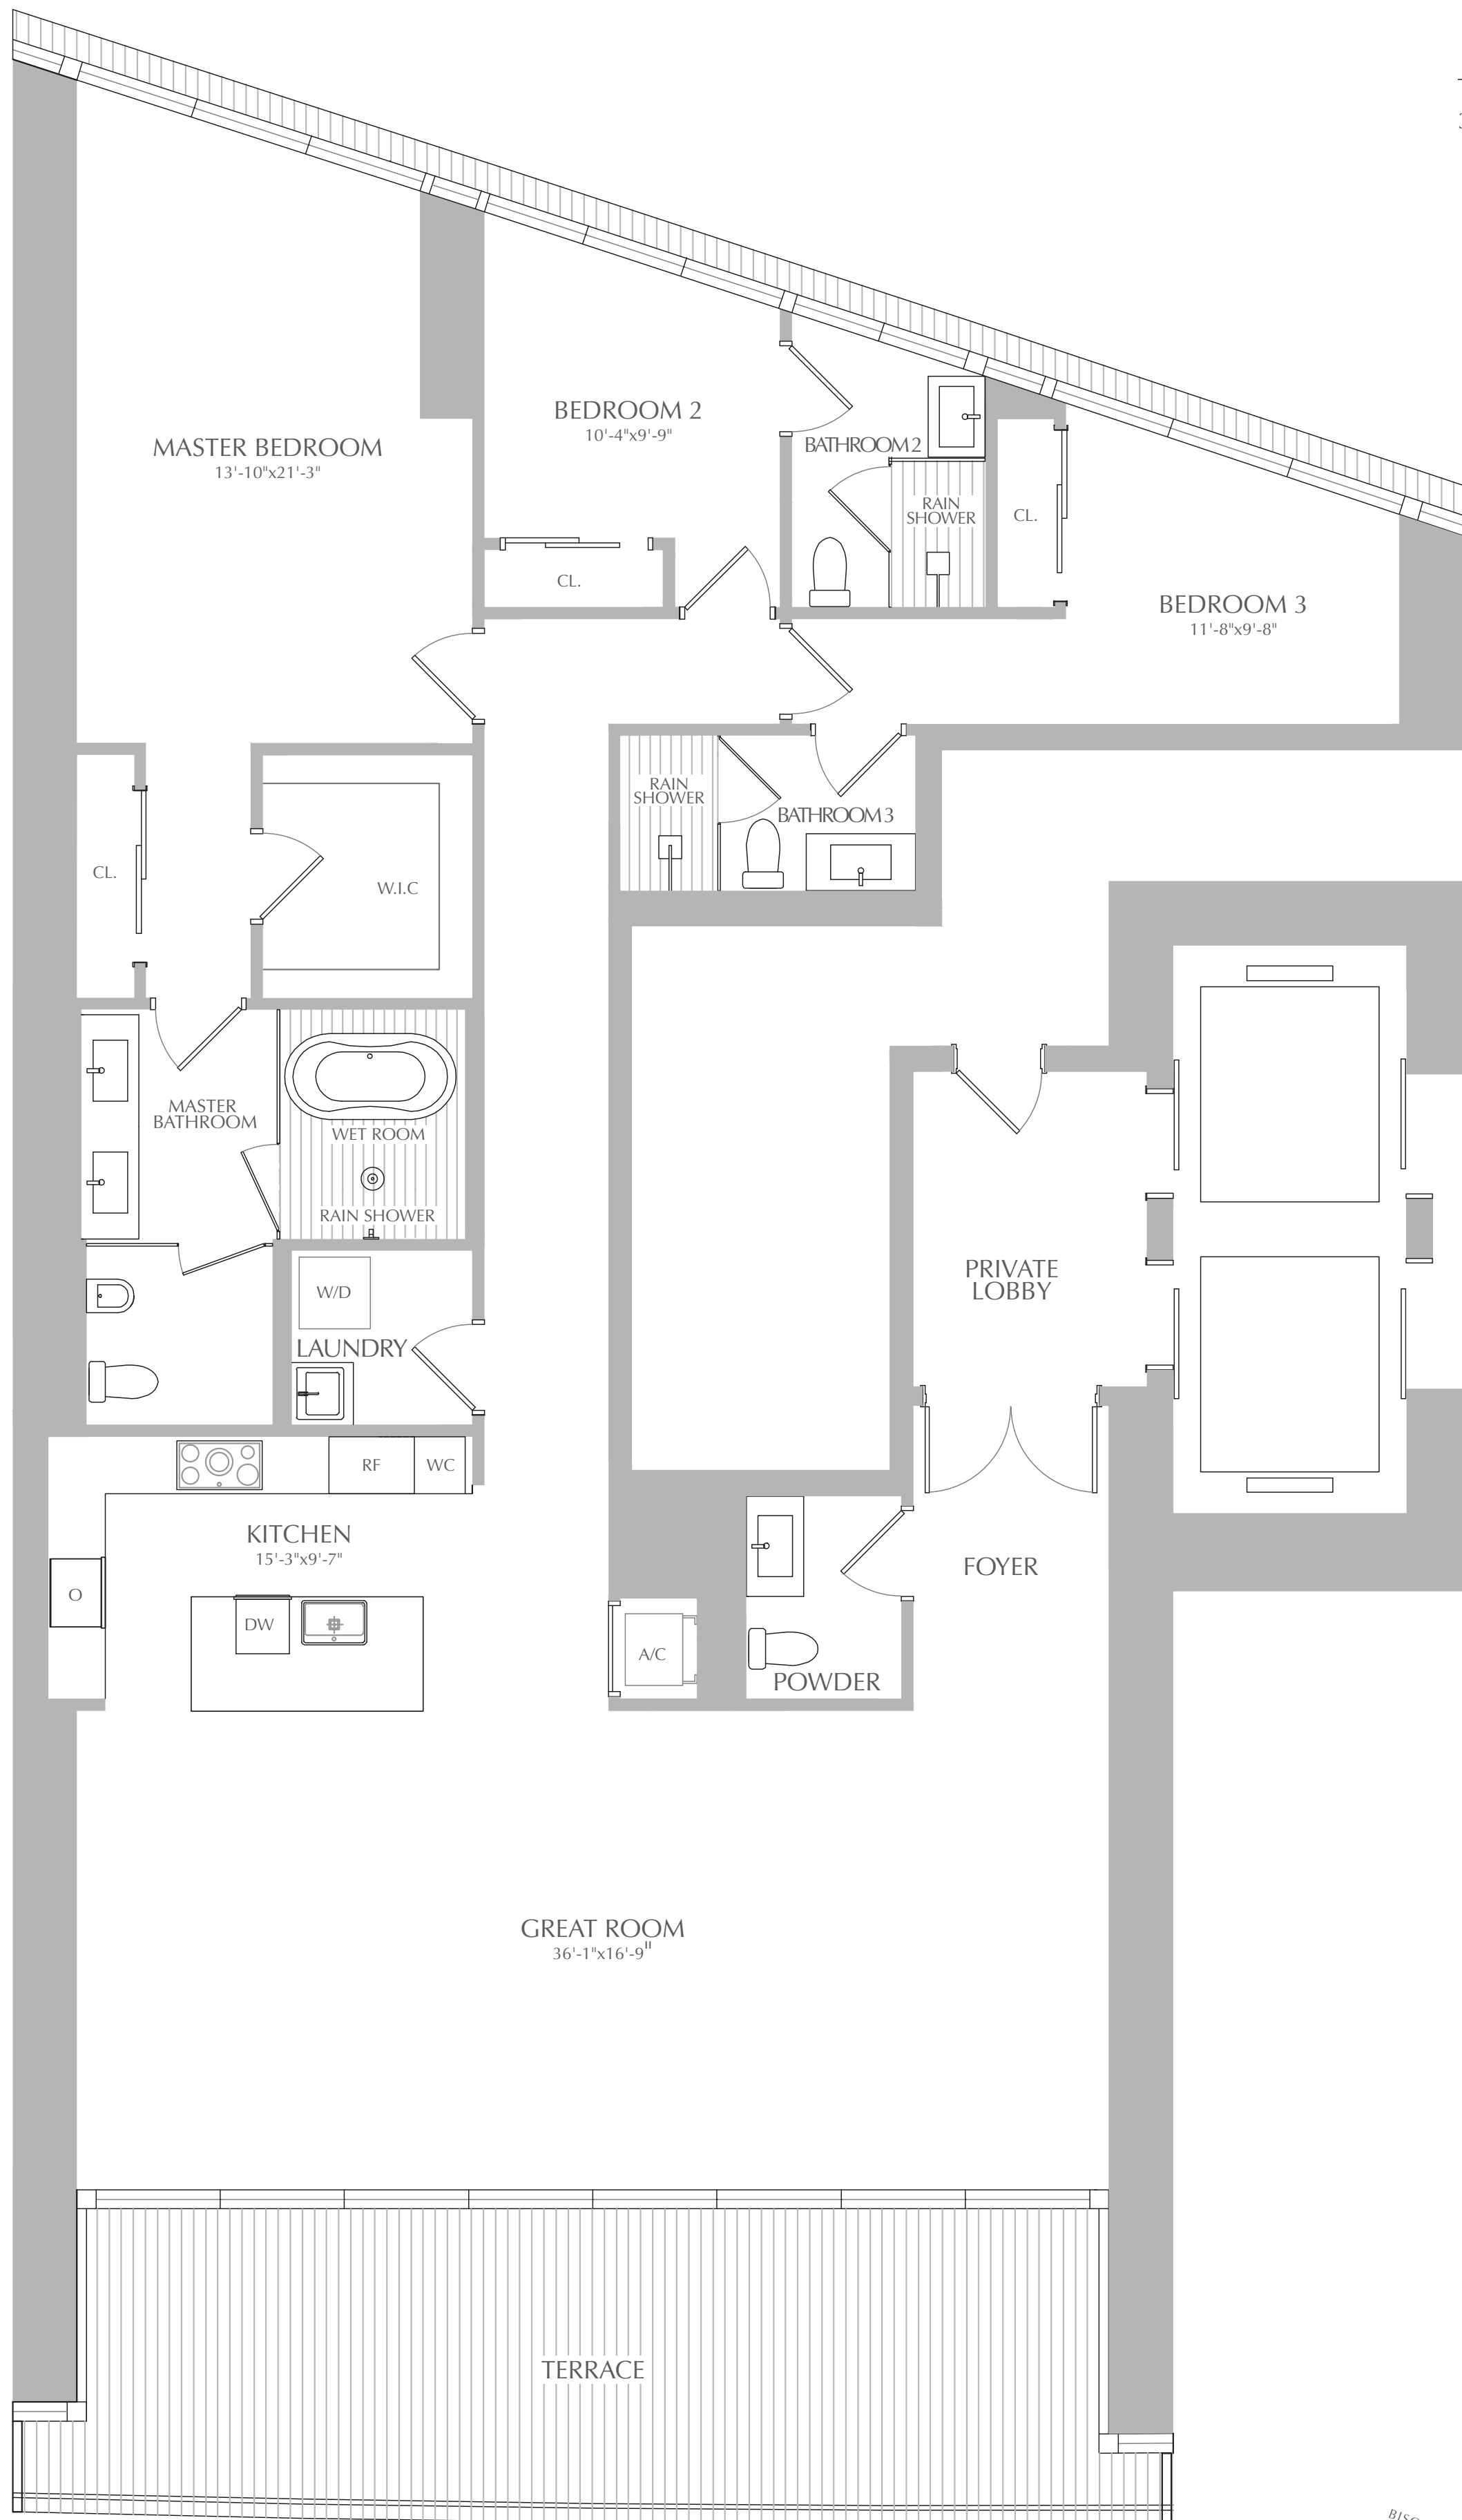 MASTER BEDROOM
13'-10"x21'-3"
BEDROOM 2
10'-4"x9'-9"
BATHROOM 2
RAIN
SHOWER
CL.
CL.
BEDROOM 3
11'-8"x9'-8"
RAIN
SHOWER
BATHROOM 3
CL.
W.I.C
MASTER
BATHROOM
WET ROOM
RAIN SHOWER
W/D
LAUNDRY
PRIVATE
LOBBY
RF
WC
KITCHEN
15'-3"x9'-7"
O
DW
A/C
POWDER
FOYER
GREAT ROOM
36'-1"x16'-9"
TERRACE